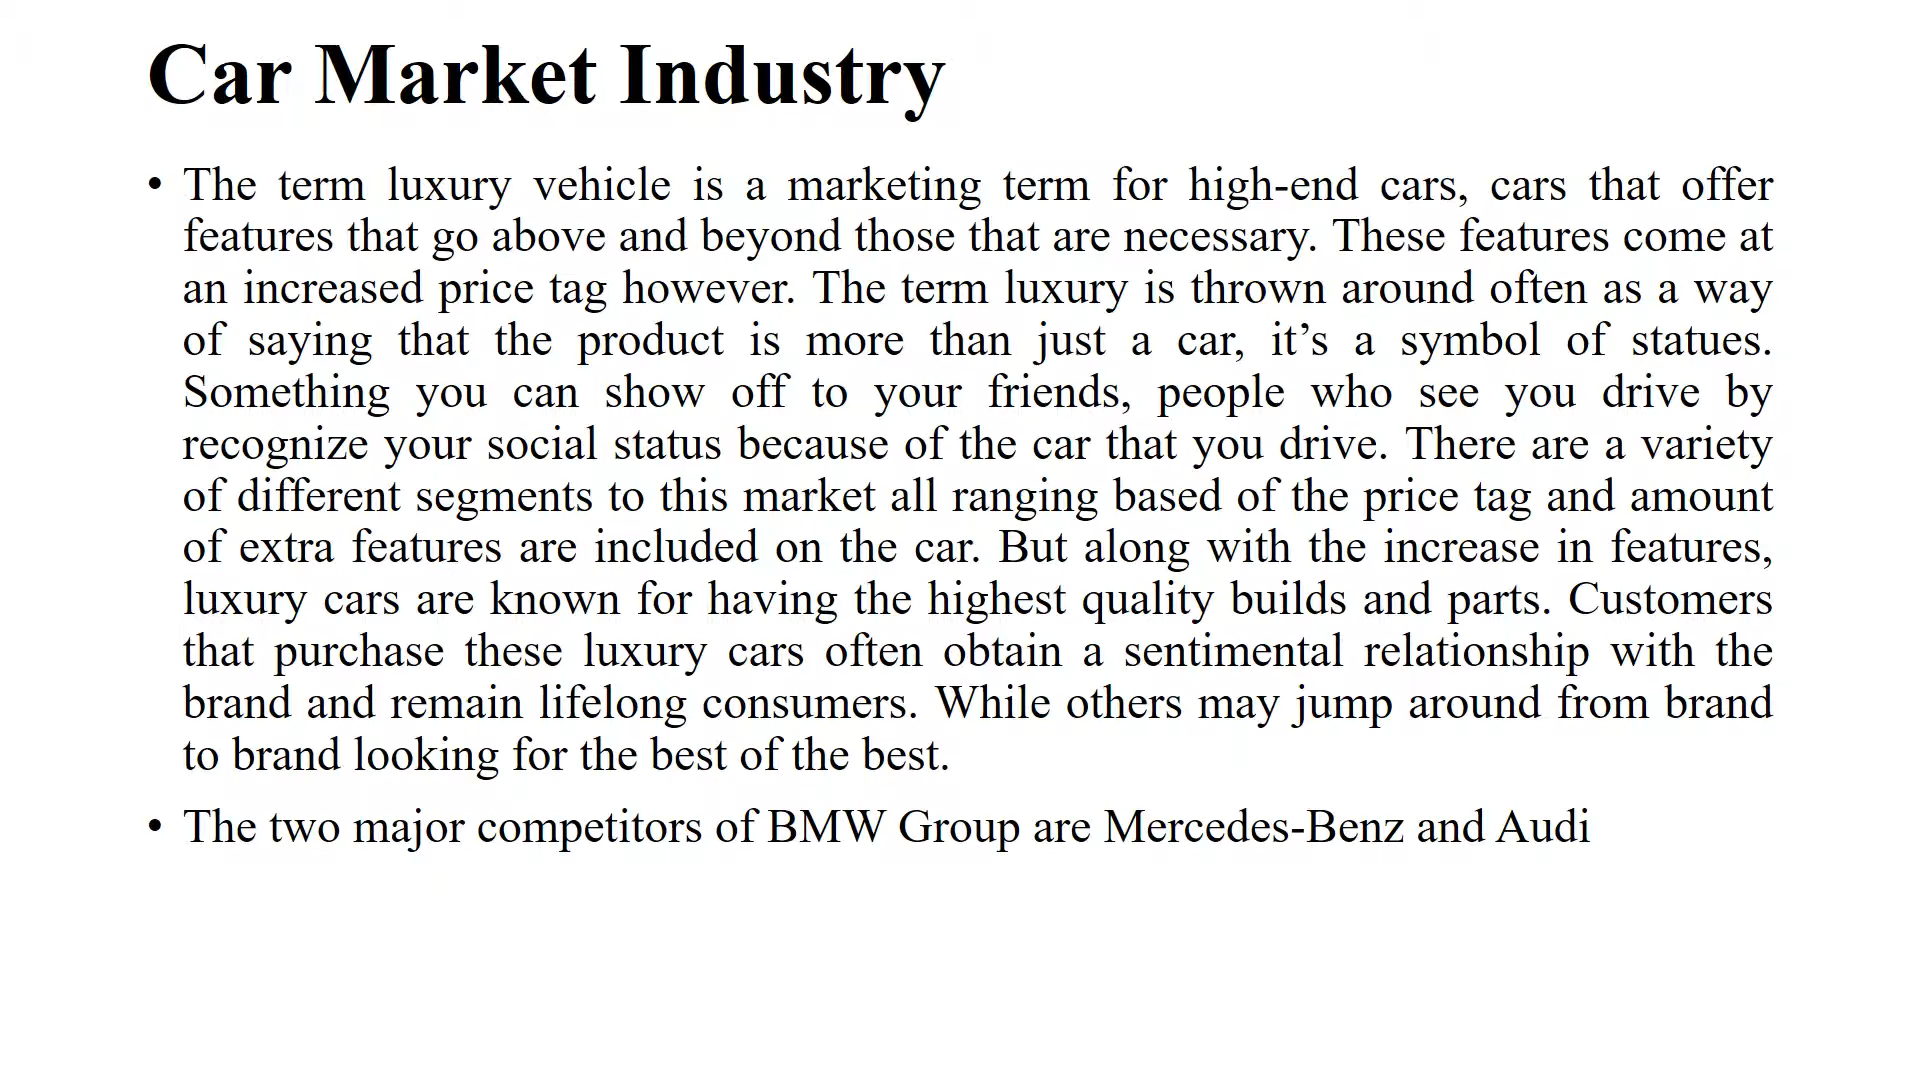 Car Market Industry
• The term luxury vehicle is a marketing term for high-end cars, cars that offer
features that go above and beyond those that are necessary. These features come at
an increased price tag however. The term luxury is thrown around often as a way
of saying that the product is more than just a car, it’s a symbol of statues.
Something you can show off to your friends, people who see you drive by
recognize your social status because of the car that you drive. There are a variety
of different segments to this market all ranging based of the price tag and amount
of extra features are included on the car. But along with the increase in features,
luxury cars are known for having the highest quality builds and parts. Customers
that purchase these luxury cars often obtain a sentimental relationship with the
brand and remain lifelong consumers. While others may jump around from brand
to brand looking for the best of the best.
• The two major competitors of BMW Group are Mercedes-Benz and Audi